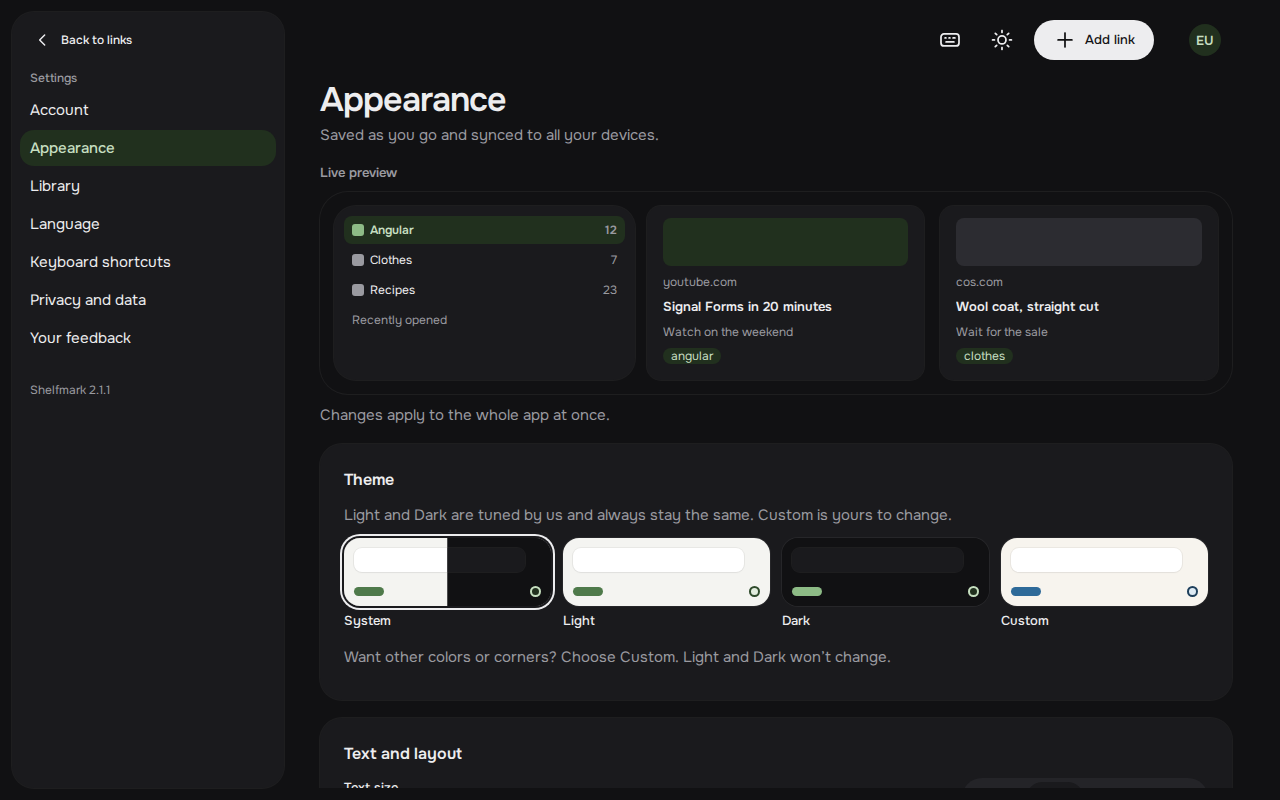 Back to links
Settings
Account
Appearance
Library
Language
Keyboard shortcuts
Privacy and data
Your feedback
Shelfmark 2.1.1
Add link
EU
Appearance
Saved as you go and synced to all your devices.
Live preview
Angular 12
Clothes 7
Recipes 23
Recently opened
youtube.com
Signal Forms in 20 minutes
Watch on the weekend
angular
cos.com
Wool coat, straight cut
Wait for the sale
clothes
Changes apply to the whole app at once.
Theme
Light and Dark are tuned by us and always stay the same. Custom is yours to change.
System
Light
Dark
Custom
Want other colors or corners? Choose Custom. Light and Dark won’t change.
Text and layout
Text size